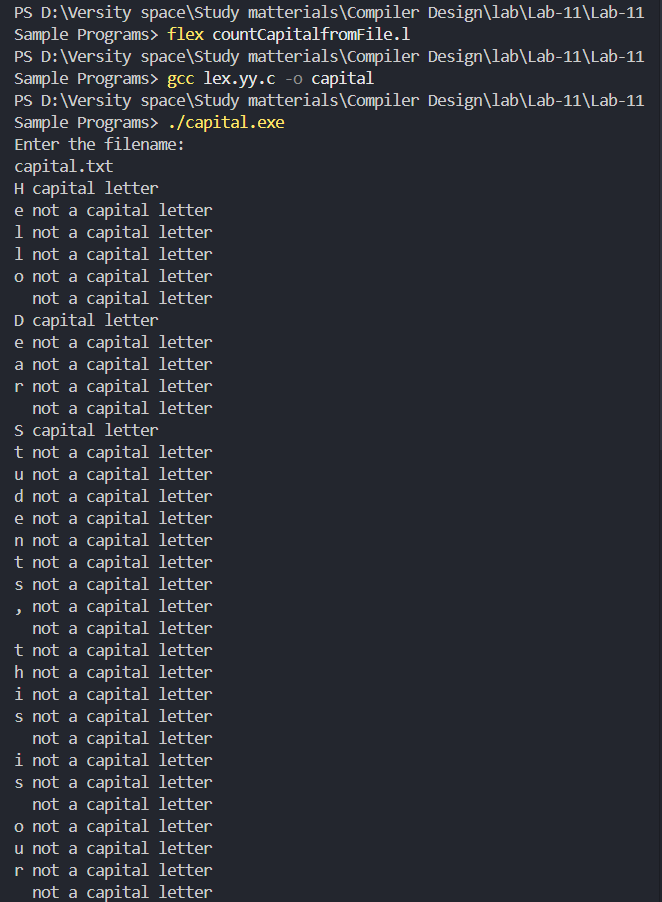 PS D:\Versity space\Study matterials\Compiler Design\lab\Lab-11\Lab-11
Sample Programs> flex countCapitalfromFile.l
PS D:\Versity space\Study matterials\Compiler Design\lab\Lab-11\Lab-11
Sample Programs> gcc lex.yy.c -o capital
PS D:\Versity space\Study matterials\Compiler Design\lab\Lab-11\Lab-11
Sample Programs> ./capital.exe
Enter the filename:
capital.txt
H capital letter
e not a capital letter
l not a capital letter
l not a capital letter
o not a capital letter
  not a capital letter
D capital letter
e not a capital letter
a not a capital letter
r not a capital letter
  not a capital letter
S capital letter
t not a capital letter
u not a capital letter
d not a capital letter
e not a capital letter
n not a capital letter
t not a capital letter
s not a capital letter
, not a capital letter
  not a capital letter
t not a capital letter
h not a capital letter
i not a capital letter
s not a capital letter
  not a capital letter
i not a capital letter
s not a capital letter
  not a capital letter
o not a capital letter
u not a capital letter
r not a capital letter
  not a capital letter